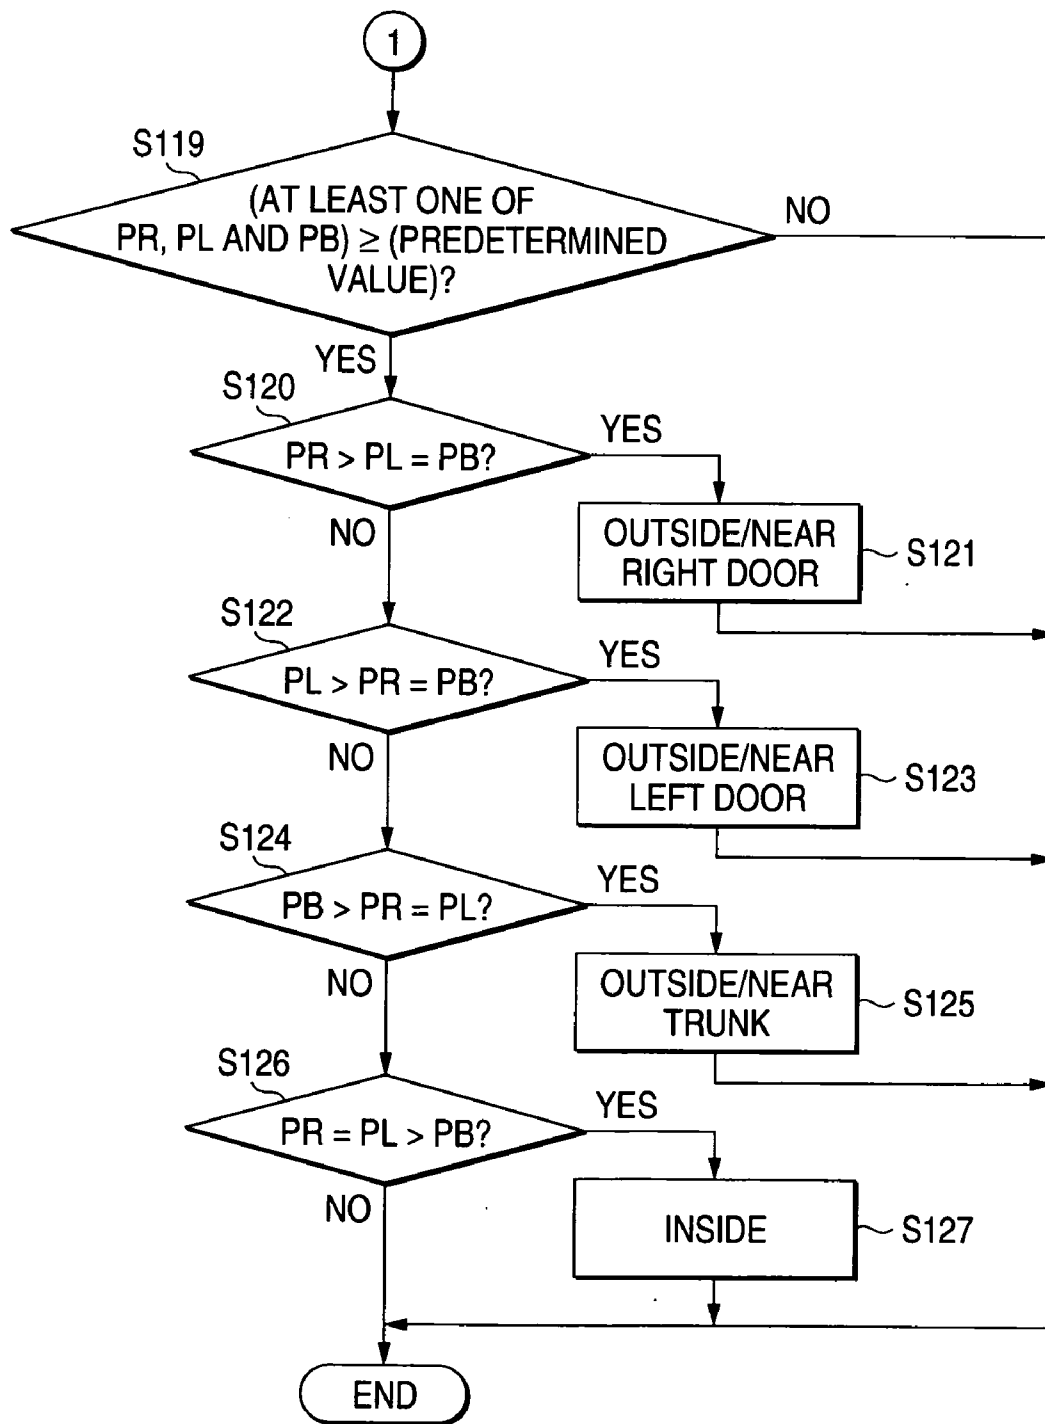 1
S119
(AT LEAST ONE OF
PR, PL AND PB) ≥ (PREDETERMINED
VALUE)?
NO
YES
S120
PR > PL = PB?
YES
NO
OUTSIDE/NEAR
RIGHT DOOR
S121
S122
PL > PR = PB?
YES
NO
OUTSIDE/NEAR
LEFT DOOR
S123
S124
PB > PR = PL?
YES
NO
OUTSIDE/NEAR
TRUNK
S125
S126
PR = PL > PB?
YES
NO
INSIDE
S127
END